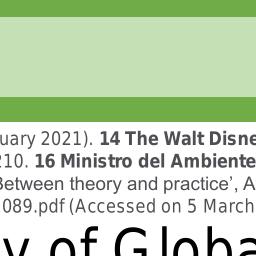 uary 2021). 14 The Walt Disne
210. 16 Ministro del Ambiente
Between theory and practice’, A
089.pdf (Accessed on 5 March
y of Globa